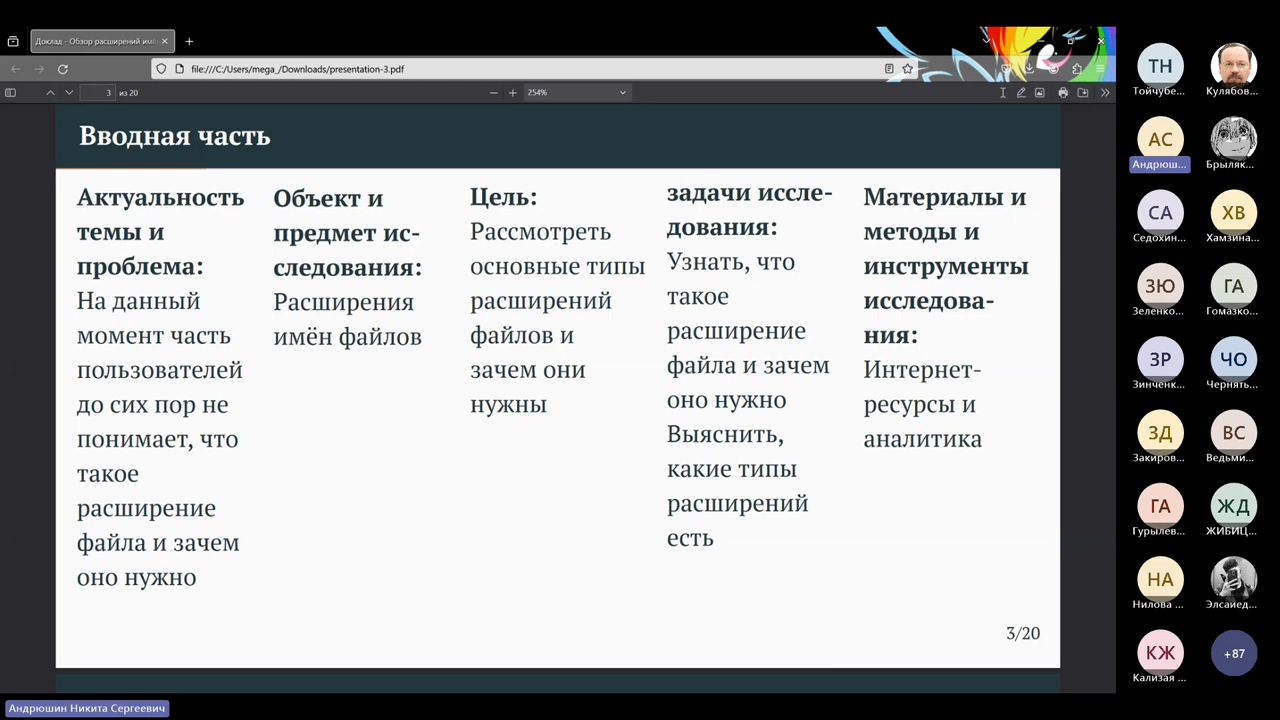 Доклад - Обзор расширений имё
file:///C:/Users/mega_/Downloads/presentation-3.pdf
3 из 20
254%
Вводная часть
Актуальность
темы и
проблема:
На данный
момент часть
пользователей
до сих пор не
понимает, что
такое
расширение
файла и зачем
оно нужно
Объект и
предмет ис-
следования:
Расширения
имён файлов
Цель:
Рассмотреть
основные типы
расширений
файлов и
зачем они
нужны
задачи иссле-
дования:
Узнать, что
такое
расширение
файла и зачем
оно нужно
Выяснить,
какие типы
расширений
есть
Материалы и
методы и
инструменты
исследова-
ния:
Интернет-
ресурсы и
аналитика
3/20
ТН
Тойчубе...
Кулябов...
АС
Андрюш...
Брыляк...
СА
Седохин...
ХВ
Хамзина...
ЗЮ
Зеленко...
ГА
Гомазко...
ЗР
Зинченк...
ЧО
Чернять...
ЗД
Закиров...
ВС
Ведьми...
ГА
Гурылев...
ЖД
ЖИБИЦ...
НА
Нилова ...
Элсаиед...
КЖ
Кализая ...
+87
Андрюшин Никита Сергеевич